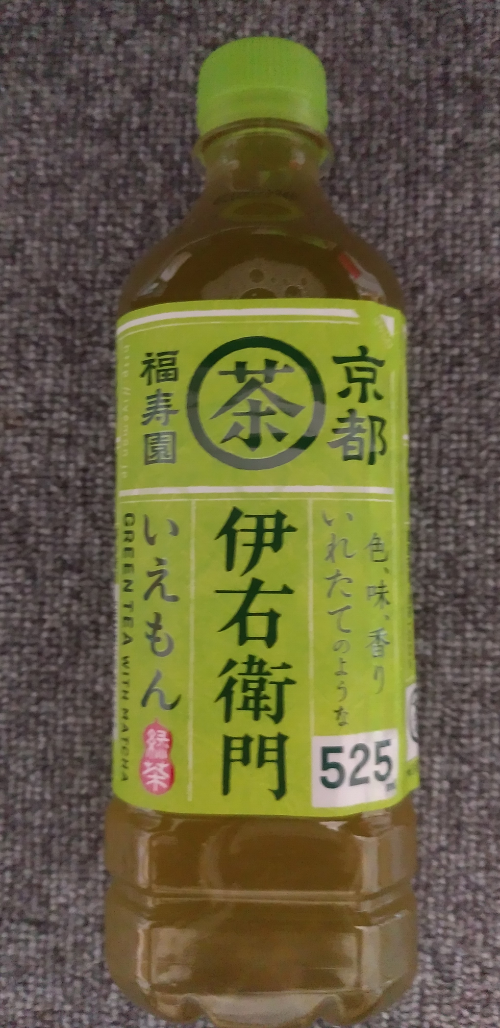 京都
茶
福寿園
色、味、香り
いれたてのような
525
伊右衛門
いえもん
緑茶
GREEN TEA WITH MATCHA